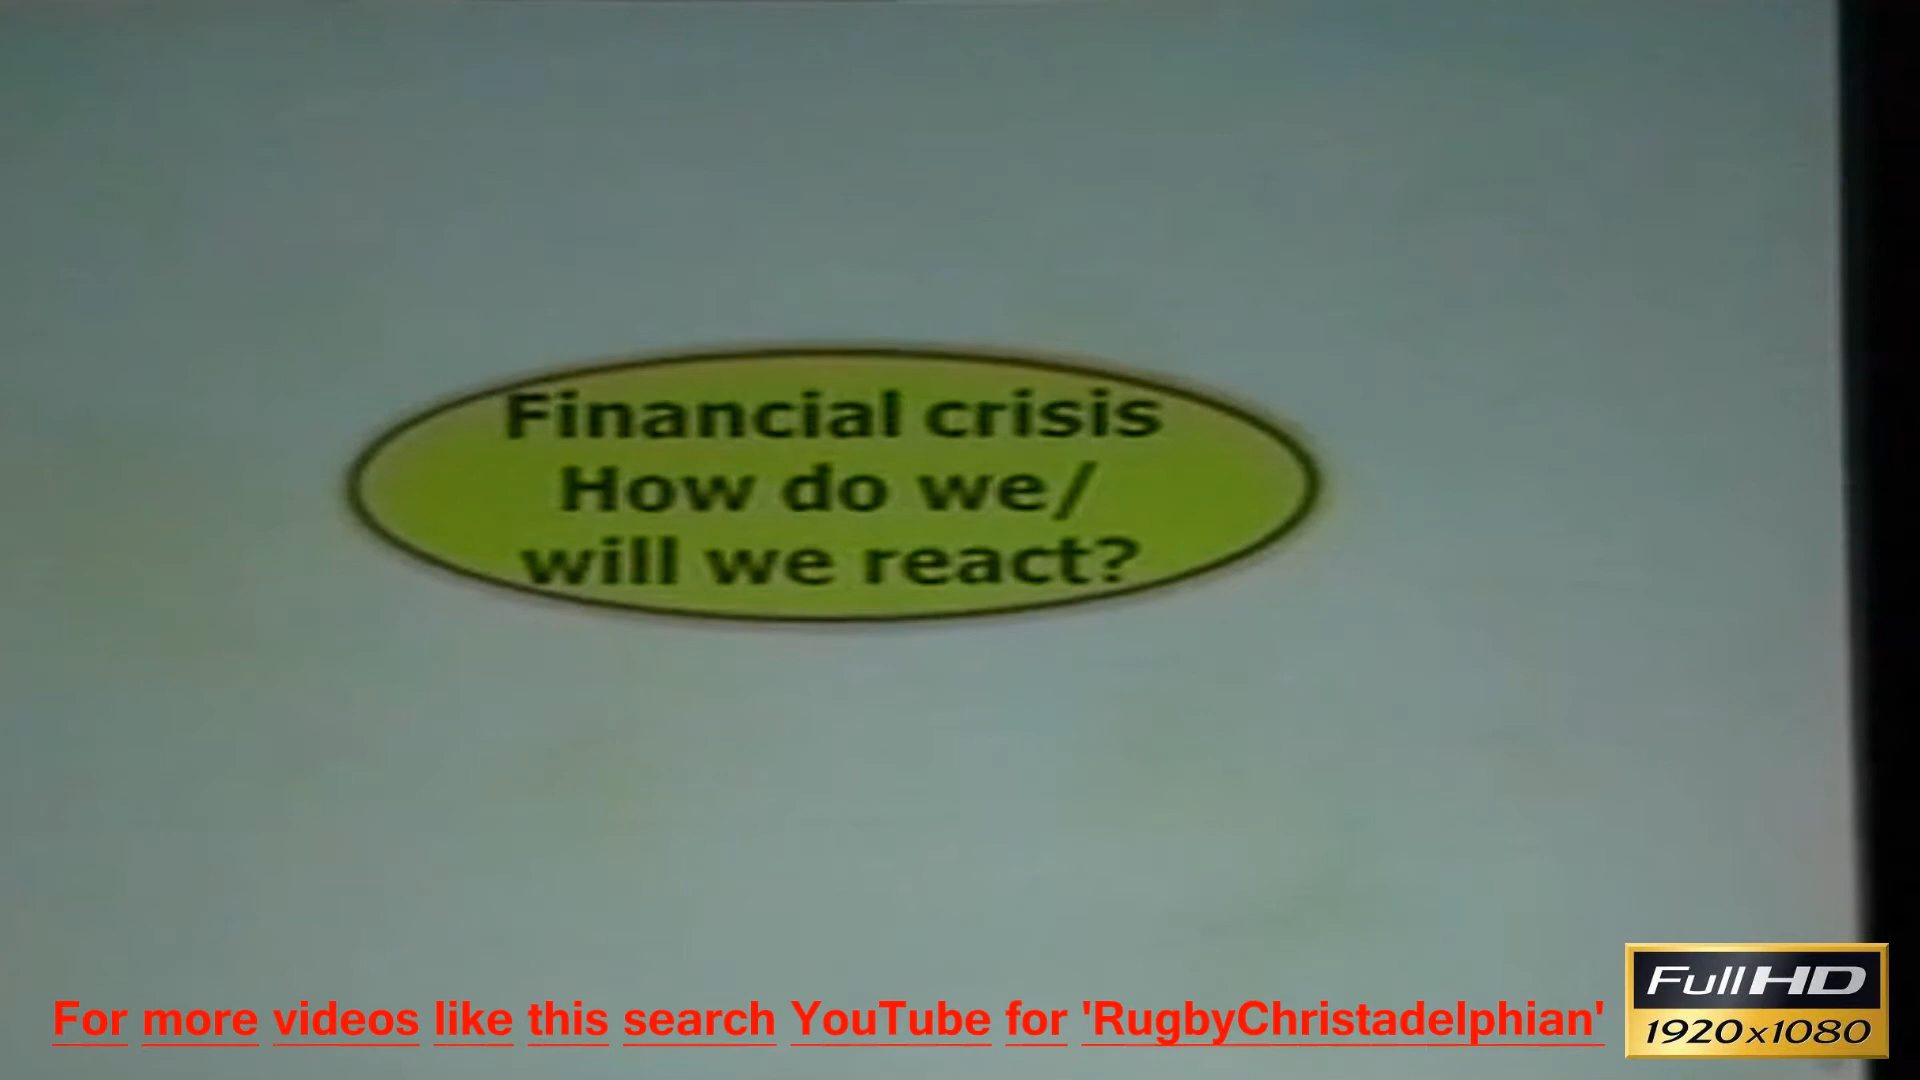 Financial crisis
How do we/
will we react?
For more videos like this search YouTube for 'RugbyChristadelphian'
Full HD
1920x1080